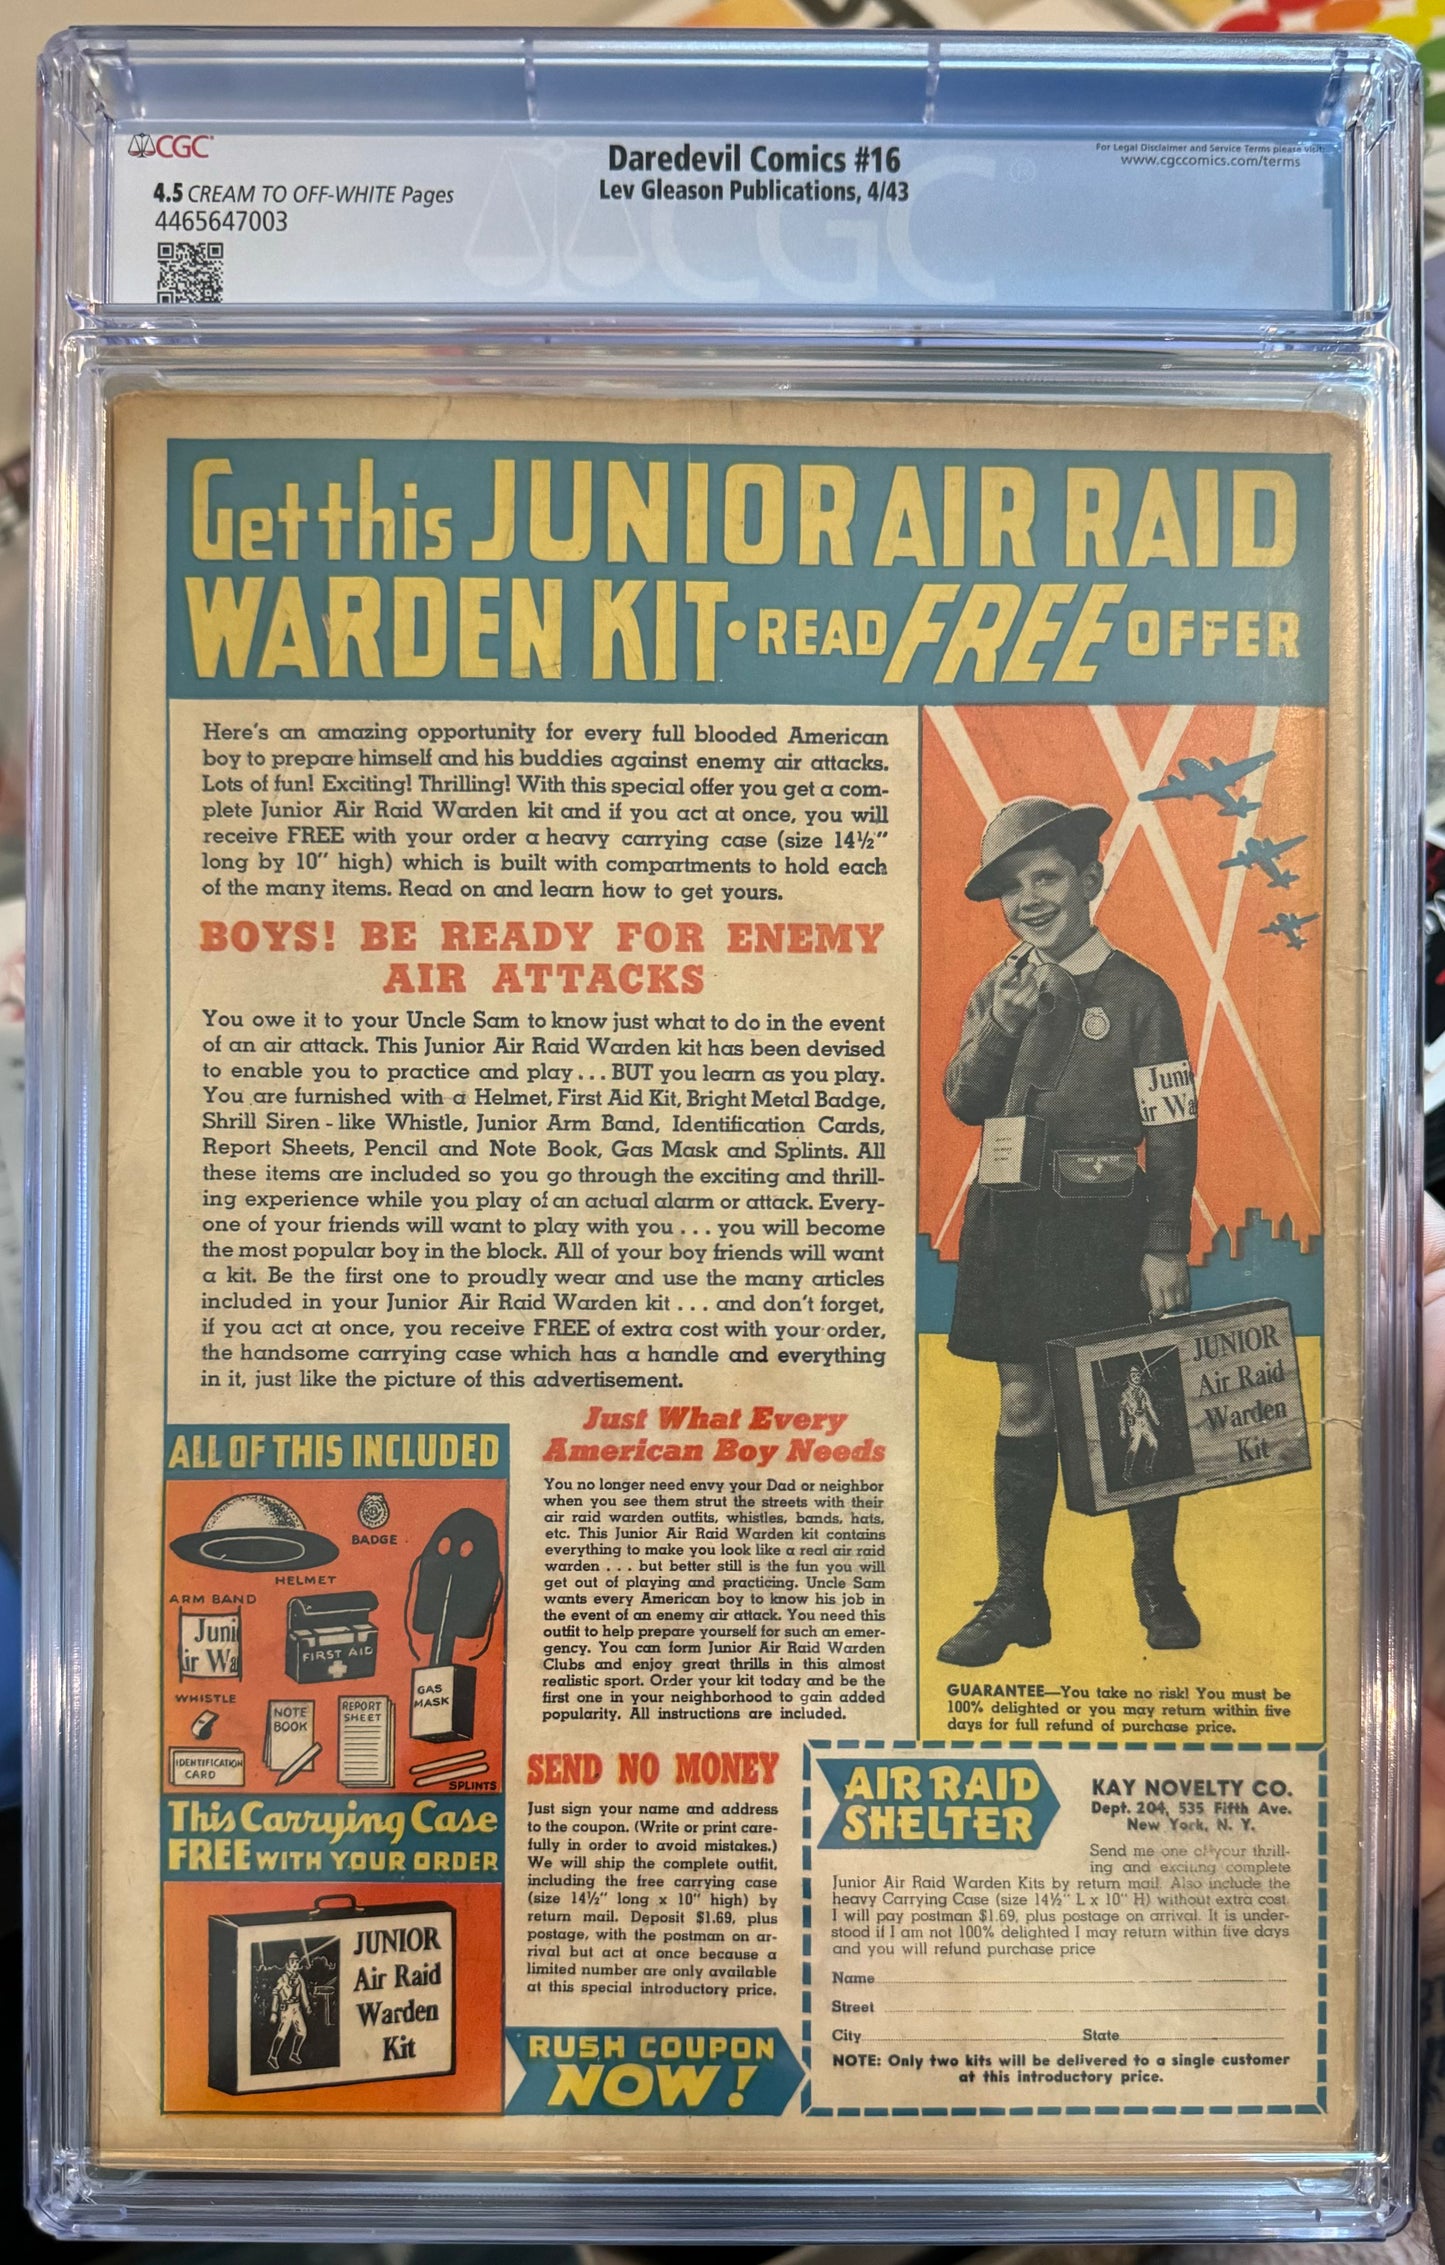 CGC
4.5 CREAM TO OFF-WHITE Pages
4465647003
Daredevil Comics #16
Lev Gleason Publications, 4/43
For Legal Disclaimer and Service Terms please visit:
www.cgccomics.com/terms
CGC
Get this JUNIOR AIR RAID
WARDEN KIT • READ FREE OFFER
Here's an amazing opportunity for every full blooded American
boy to prepare himself and his buddies against enemy air attacks.
Lots of fun! Exciting! Thrilling! With this special offer you get a com-
plete Junior Air Raid Warden kit and if you act at once, you will
receive FREE with your order a heavy carrying case (size 14½"
long by 10" high) which is built with compartments to hold each
of the many items. Read on and learn how to get yours.
BOYS! BE READY FOR ENEMY
AIR ATTACKS
You owe it to your Uncle Sam to know just what to do in the event
of an air attack. This Junior Air Raid Warden kit has been devised
to enable you to practice and play . . . BUT you learn as you play.
You are furnished with a Helmet, First Aid Kit, Bright Metal Badge,
Shrill Siren - like Whistle, Junior Arm Band, Identification Cards,
Report Sheets, Pencil and Note Book, Gas Mask and Splints. All
these items are included so you go through the exciting and thrill-
ing experience while you play of an actual alarm or attack. Every-
one of your friends will want to play with you . . . you will become
the most popular boy in the block. All of your boy friends will want
a kit. Be the first one to proudly wear and use the many articles
included in your Junior Air Raid Warden kit . . . and don't forget,
if you act at once, you receive FREE of extra cost with your order,
the handsome carrying case which has a handle and everything
in it, just like the picture of this advertisement.
Juni
ir Wa
JUNIOR
Air Raid
Warden
Kit
ALL OF THIS INCLUDED
HELMET
BADGE
ARM BAND
Juni
ir Wa
FIRST AID
GAS
MASK
WHISTLE
NOTE
BOOK
REPORT
SHEET
IDENTIFICATION
CARD
SPLINTS
This Carrying Case
FREE WITH YOUR ORDER
JUNIOR
Air Raid
Warden
Kit
Just What Every
American Boy Needs
You no longer need envy your Dad or neighbor
when you see them strut the streets with their
air raid warden outfits, whistles, bands, hats,
etc. This Junior Air Raid Warden kit contains
everything to make you look like a real air raid
warden . . . but better still is the fun you will
get out of playing and practicing. Uncle Sam
wants every American boy to know his job in
the event of an enemy air attack. You need this
outfit to help prepare yourself for such an emer-
gency. You can form Junior Air Raid Warden
Clubs and enjoy great thrills in this almost
realistic sport. Order your kit today and be the
first one in your neighborhood to gain added
popularity. All instructions are included.
GUARANTEE—You take no risk! You must be
100% delighted or you may return within five
days for full refund of purchase price.
SEND NO MONEY
Just sign your name and address
to the coupon. (Write or print care-
fully in order to avoid mistakes.)
We will ship the complete outfit,
including the free carrying case
(size 14½" long x 10" high) by
return mail. Deposit $1.69, plus
postage, with the postman on ar-
rival but act at once because a
limited number are only available
at this special introductory price.
RUSH COUPON
NOW!
AIR RAID
SHELTER
KAY NOVELTY CO.
Dept. 204, 535 Fifth Ave.
New York, N. Y.
Send me one of your thrill-
ing and exciting complete
Junior Air Raid Warden Kits by return mail. Also include the
heavy Carrying Case (size 14½" L x 10" H) without extra cost.
I will pay postman $1.69, plus postage on arrival. It is under-
stood if I am not 100% delighted I may return within five days
and you will refund purchase price
Name
Street
City State
NOTE: Only two kits will be delivered to a single customer
at this introductory price.